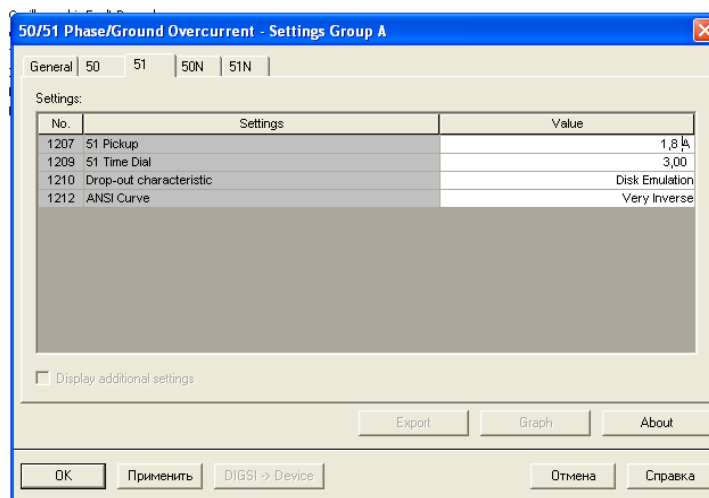 50/51 Phase/Ground Overcurrent - Settings Group A
General 50 51 50N 51N
Settings:
No. Settings Value
1207 51 Pickup 1,8 A
1209 51 Time Dial 3,00
1210 Drop-out characteristic Disk Emulation
1212 ANSI Curve Very Inverse
Display additional settings
Export Graph About
OK Применить DIGSI -> Device Отмена Справка